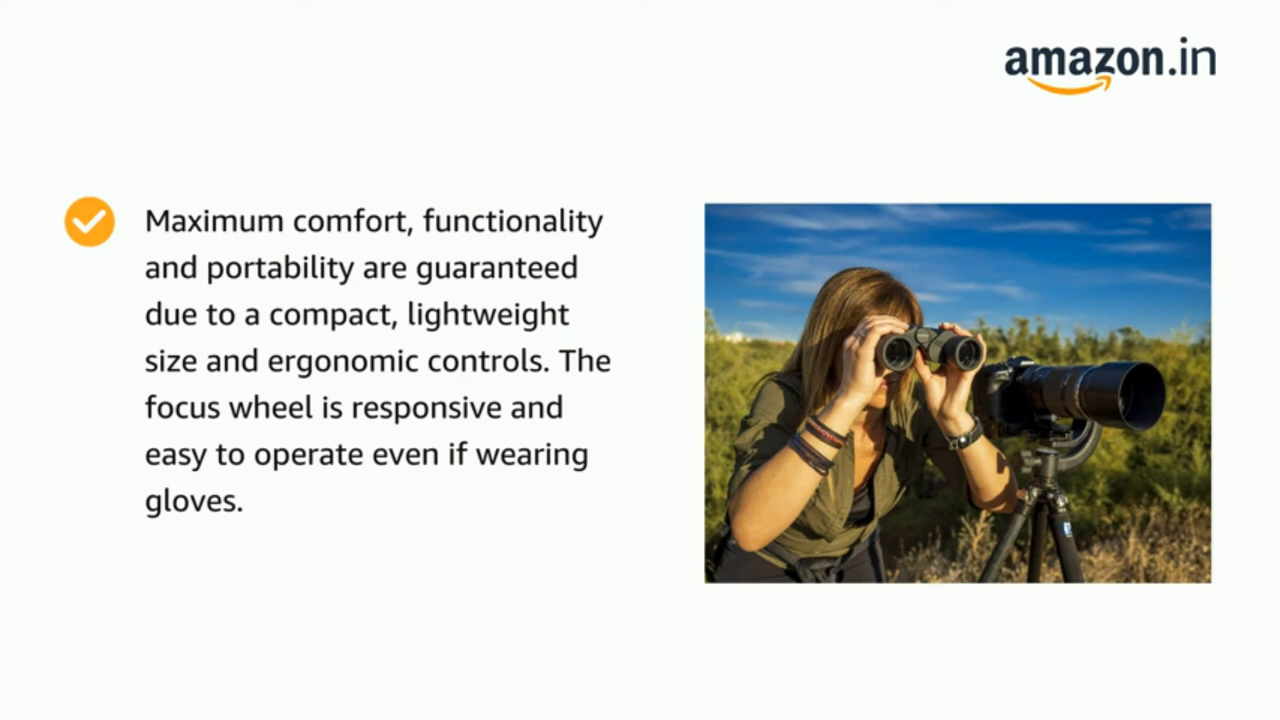 amazon.in
Maximum comfort, functionality
and portability are guaranteed
due to a compact, lightweight
size and ergonomic controls. The
focus wheel is responsive and
easy to operate even if wearing
gloves.